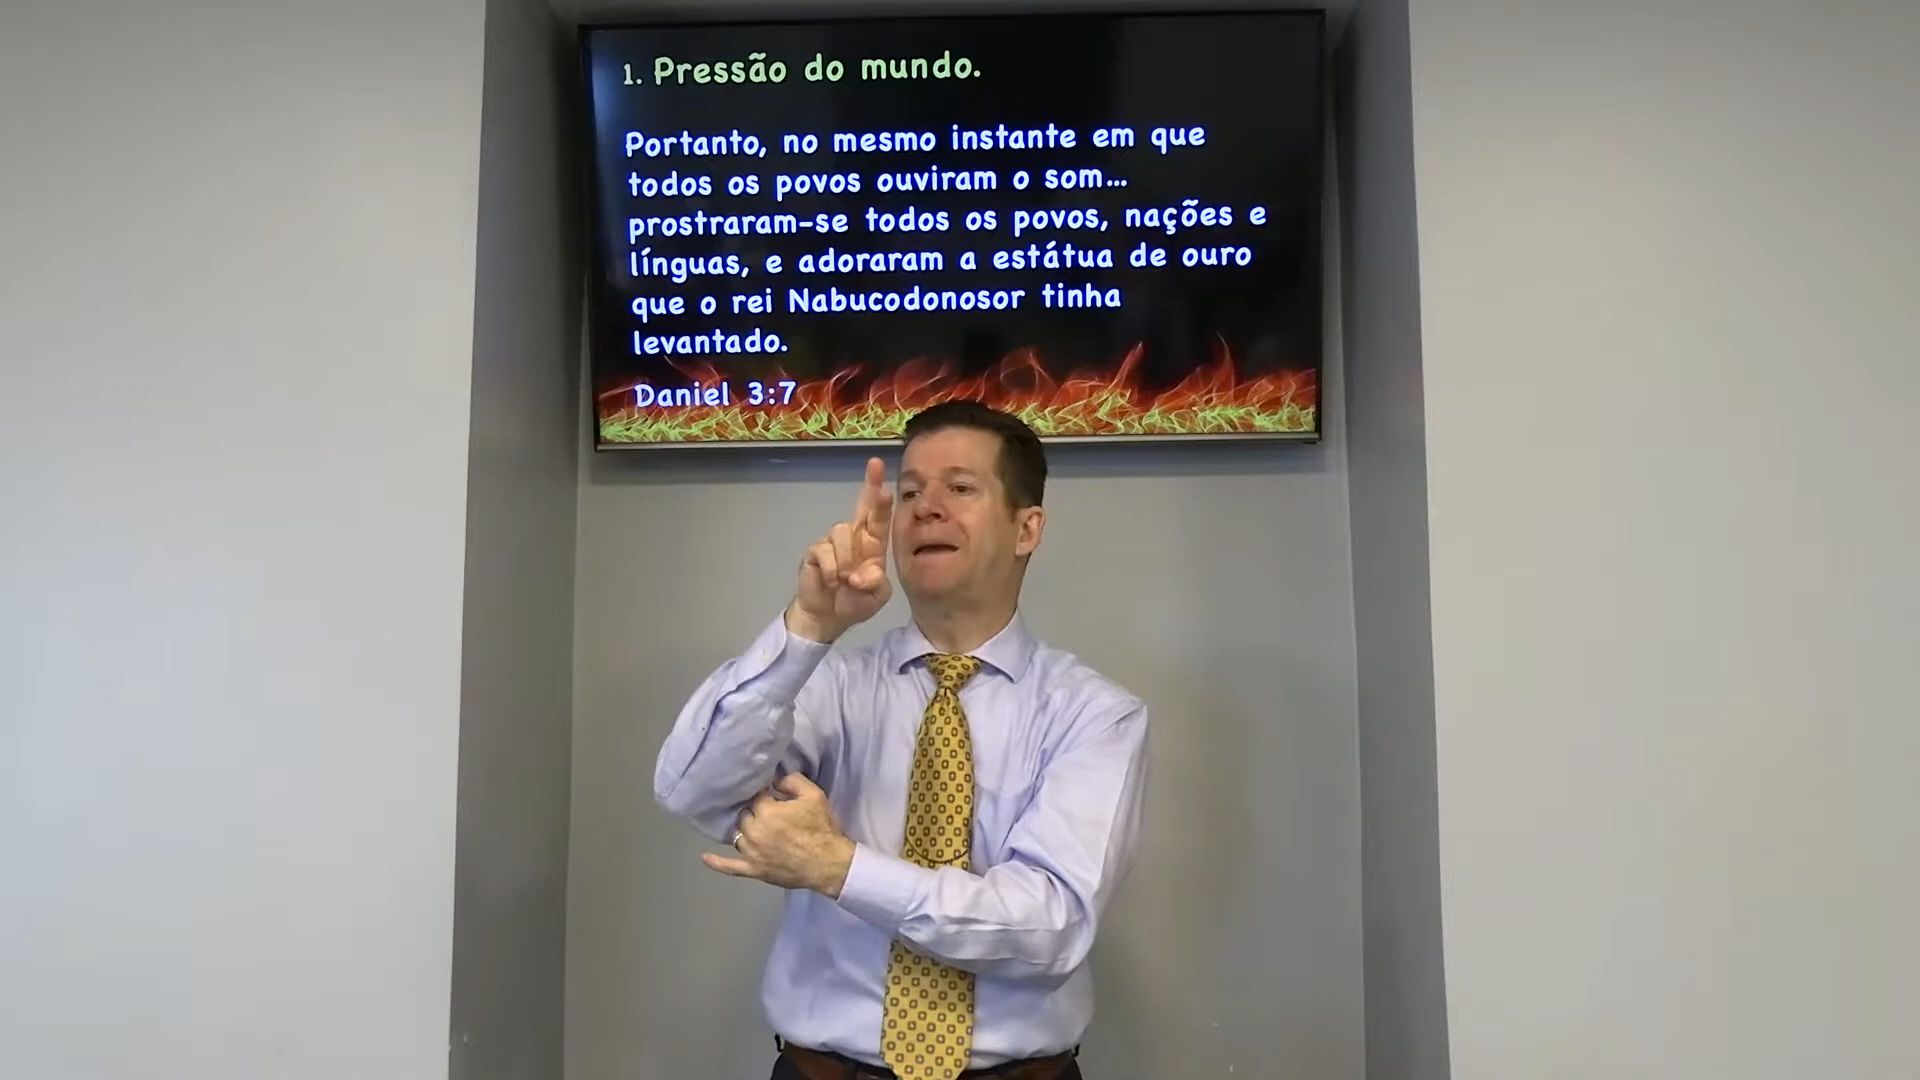 1. Pressão do mundo.
Portanto, no mesmo instante em que
todos os povos ouviram o som...
prostraram-se todos os povos, nações e
línguas, e adoraram a estátua de ouro
que o rei Nabucodonosor tinha
levantado.
Daniel 3:7